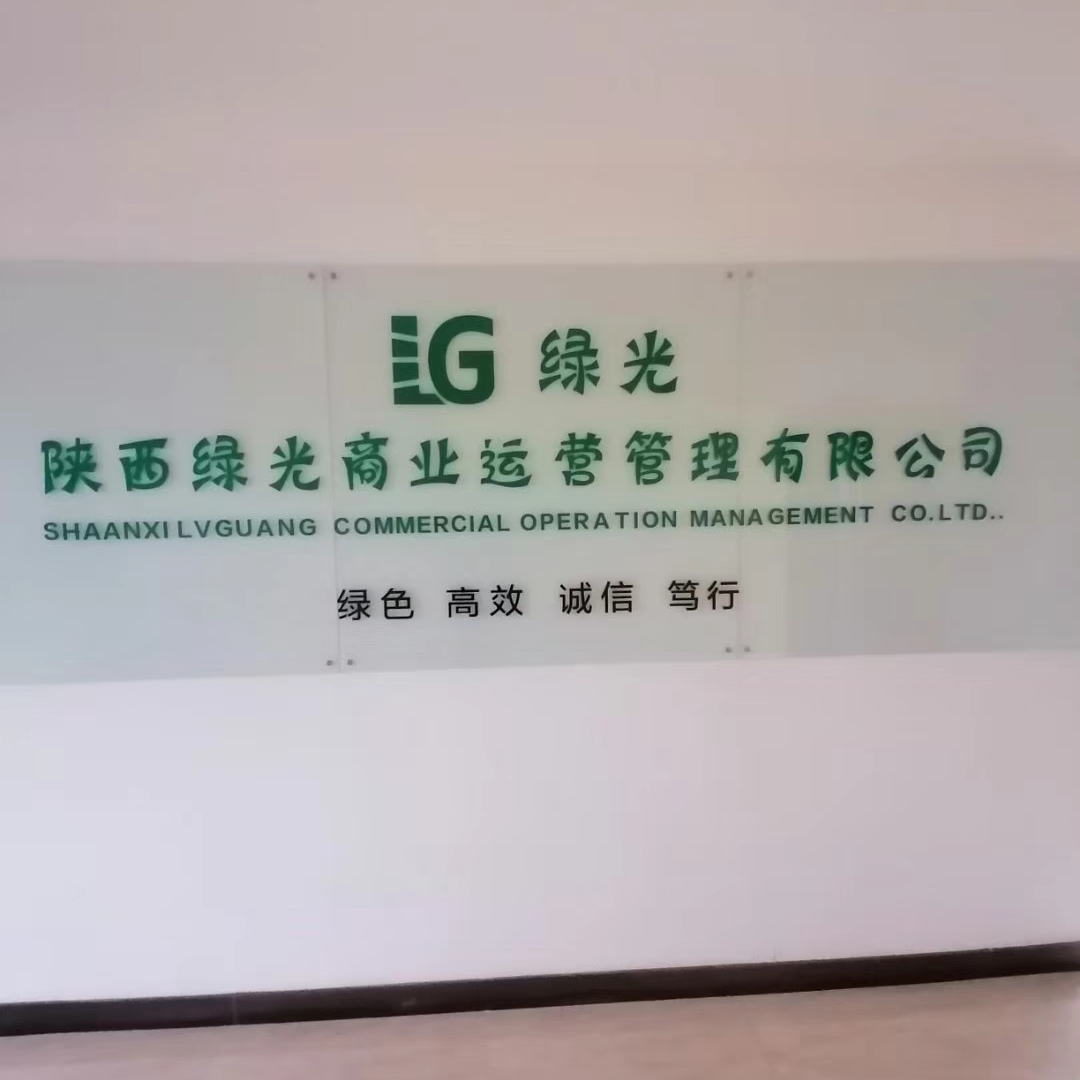 LG 绿光
陕西绿光商业运营管理有限公司
SHAANXI LVGUANG COMMERCIAL OPERATION MANAGEMENT CO.LTD..
绿色 高效 诚信 笃行